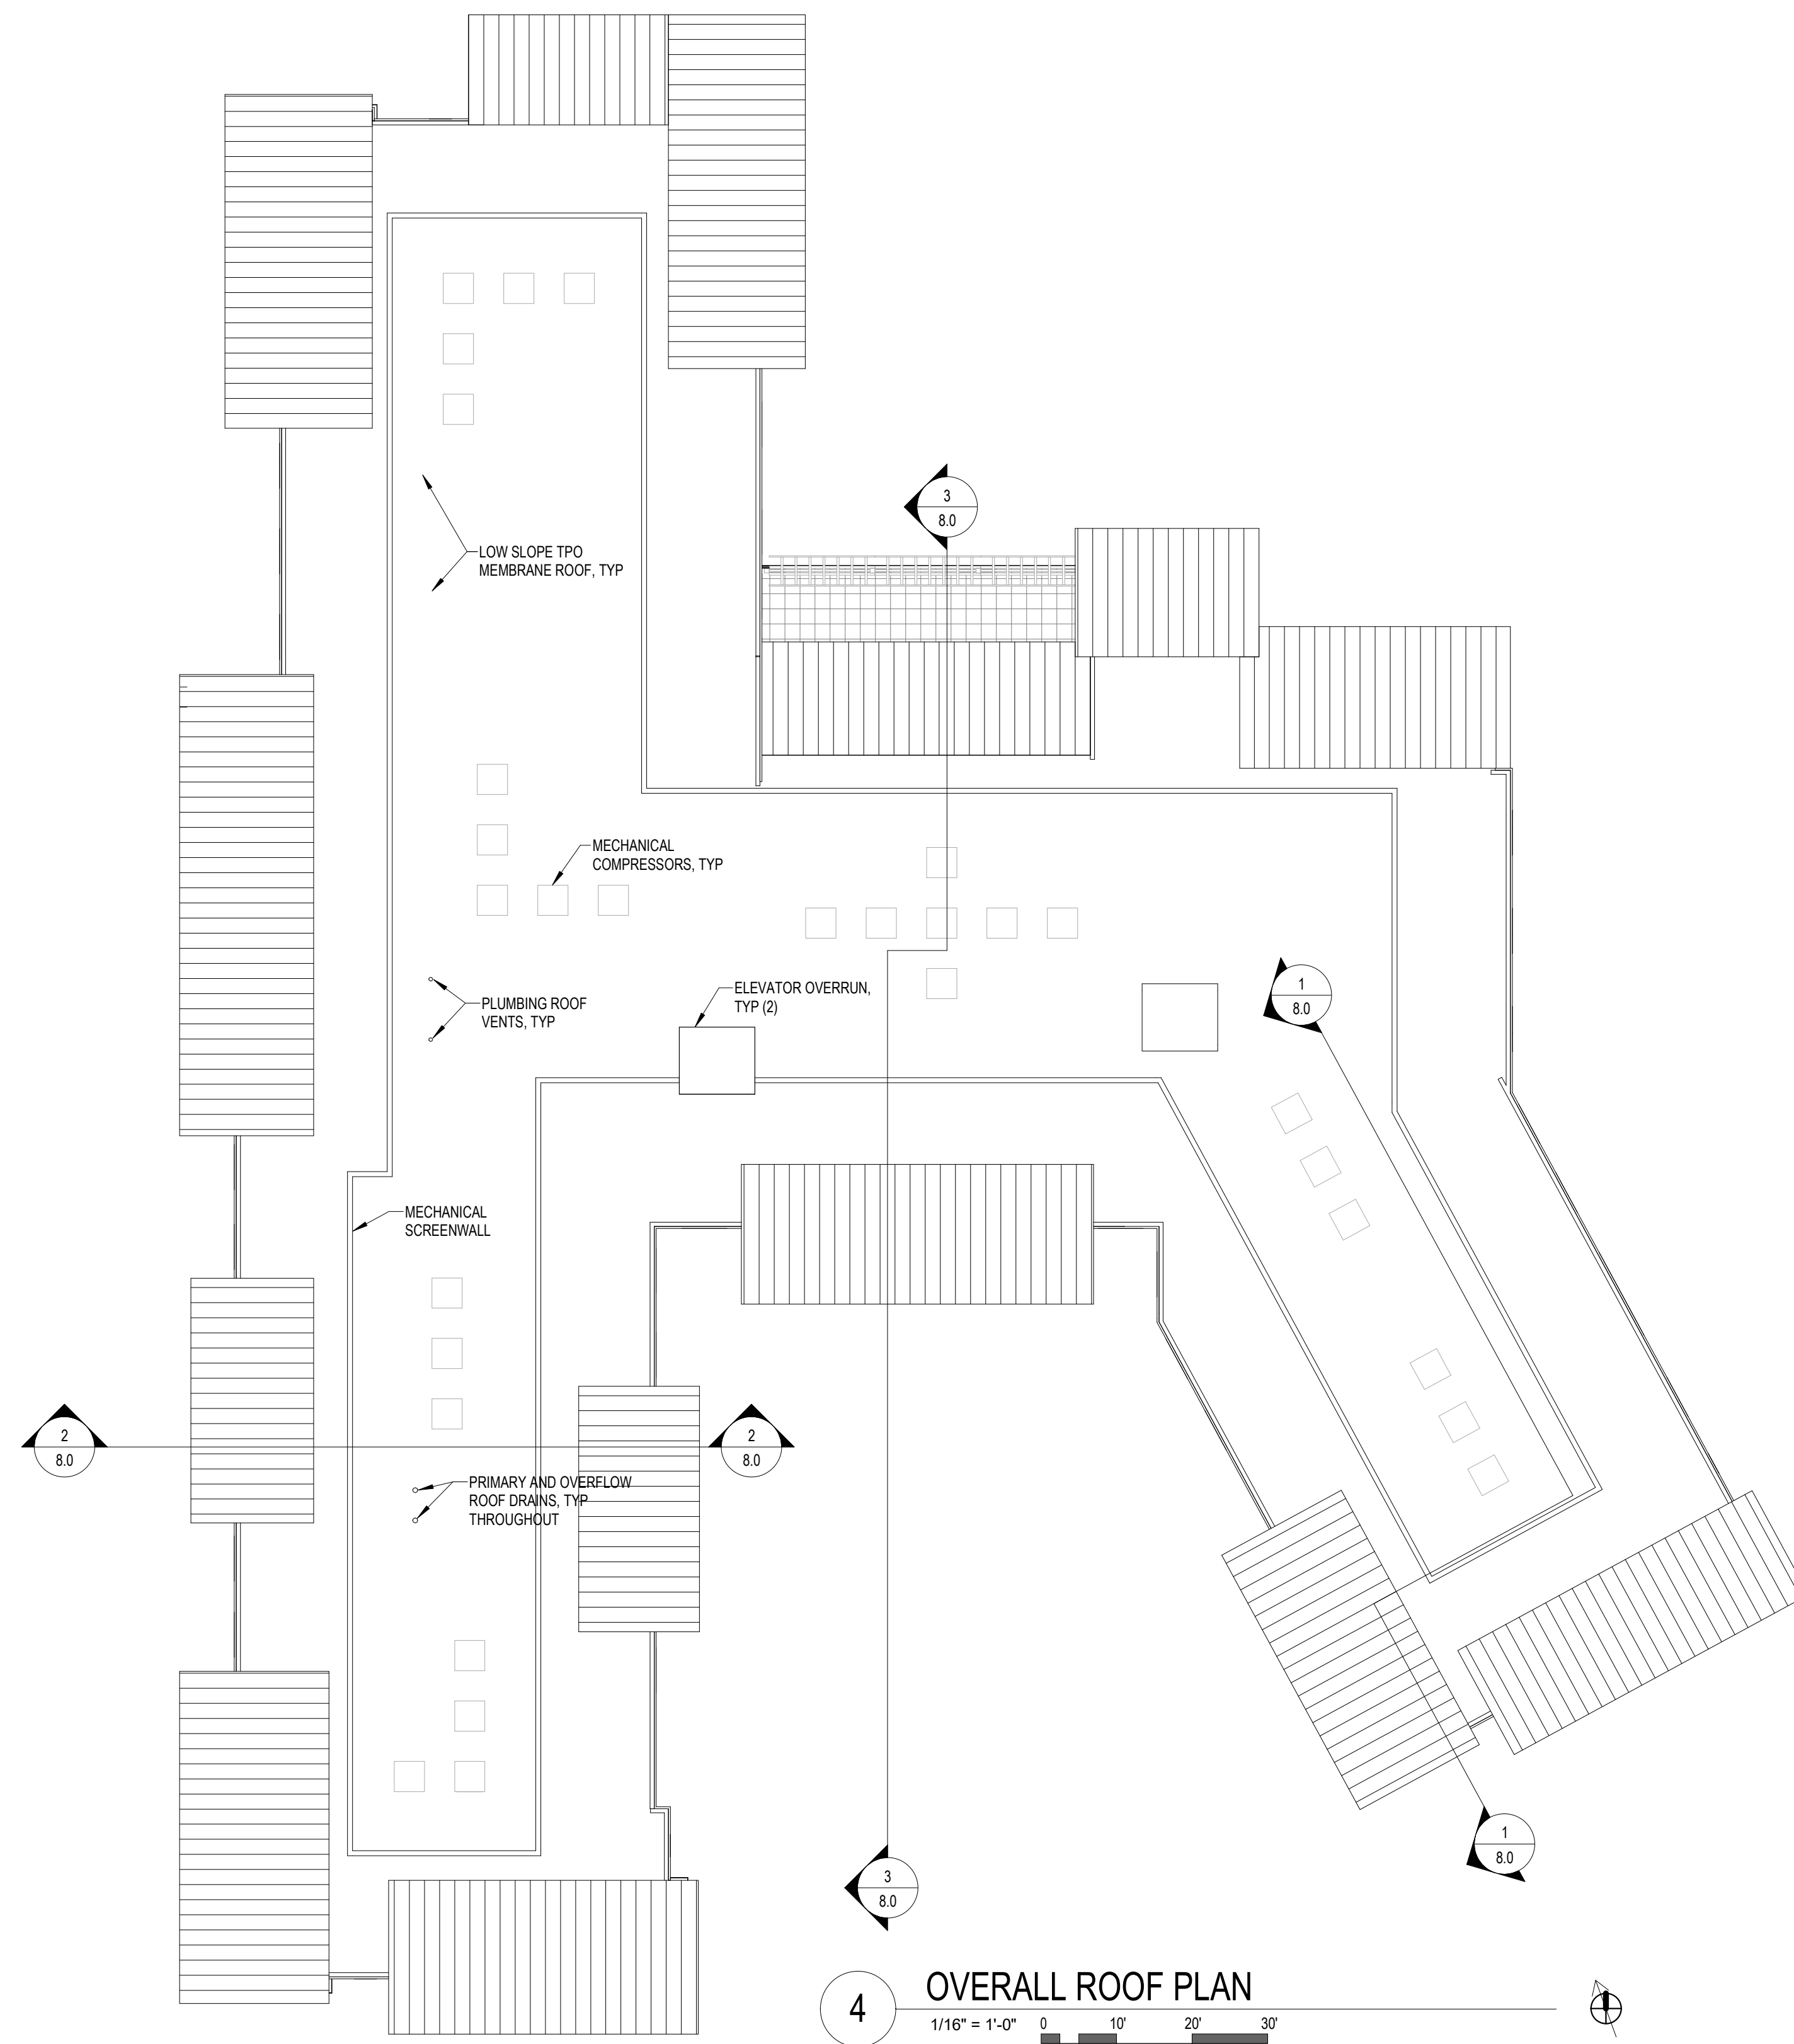 3
8.0
LOW SLOPE TPO
MEMBRANE ROOF, TYP
MECHANICAL
COMPRESSORS, TYP
ELEVATOR OVERRUN,
TYP (2)
1
8.0
PLUMBING ROOF
VENTS, TYP
MECHANICAL
SCREENWALL
2
8.0
2
8.0
PRIMARY AND OVERFLOW
ROOF DRAINS, TYP
THROUGHOUT
1
8.0
3
8.0
4
OVERALL ROOF PLAN
1/16" = 1'-0"
0 10' 20' 30'